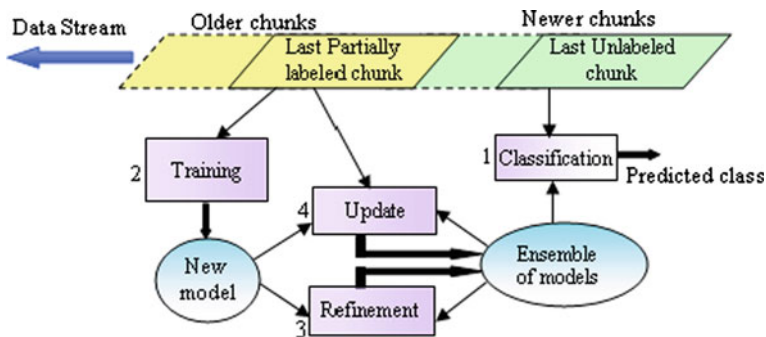 Older chunks
Newer chunks
Data Stream
Last Partially
labeled chunk
Last Unlabeled
chunk
2
Training
1
Classification
Predicted class
4
Update
New
model
Ensemble
of models
3
Refinement